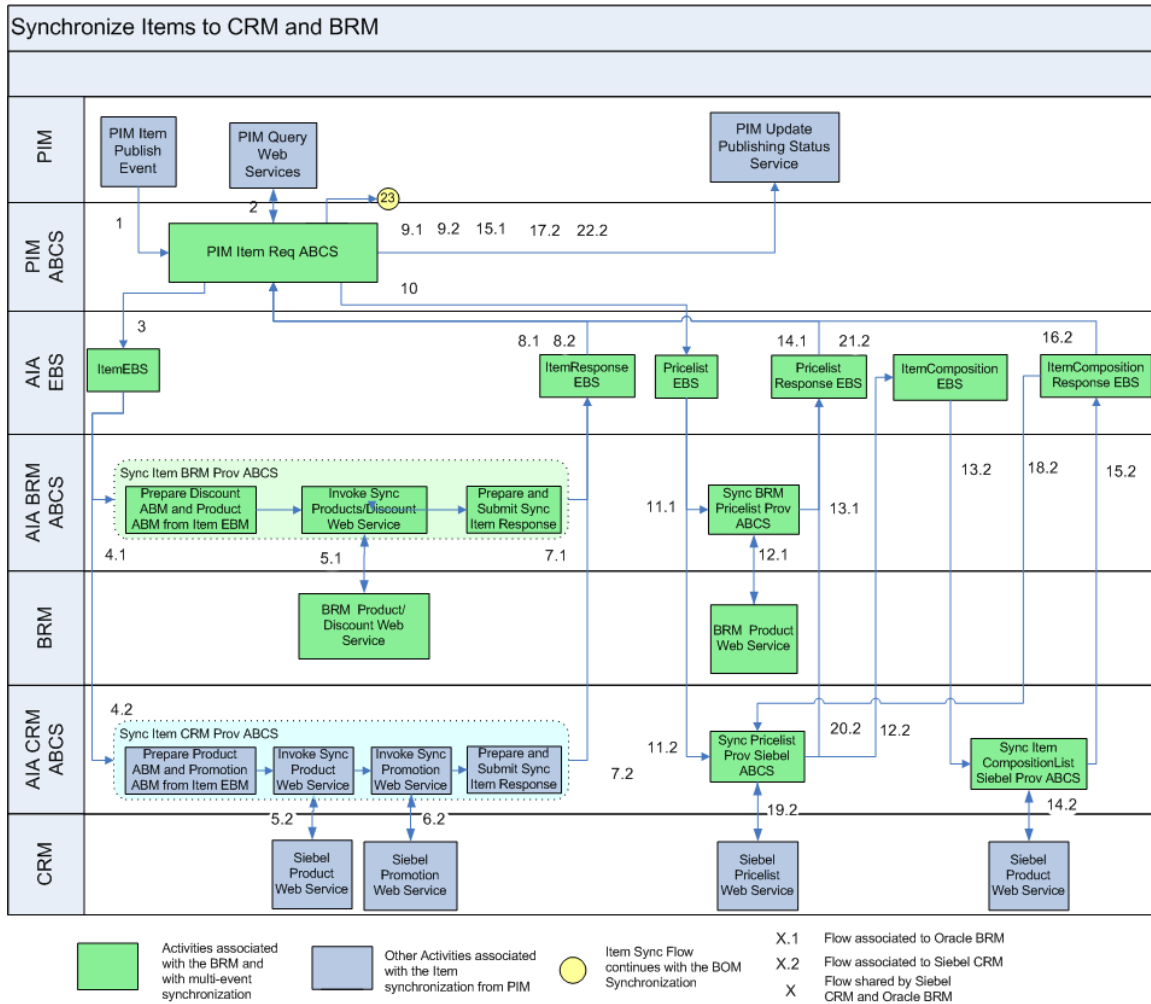 Synchronize Items to CRM and BRM
PIM
PIM Item
Publish
Event
PIM Query
Web
Services
PIM Update
Publishing Status
Service
23
PIM
ABCS
1
2
PIM Item Req ABCS
9.1 9.2 15.1 17.2 22.2
10
AIA
EBS
3
ItemEBS
8.1 8.2
ItemResponse
EBS
Pricelist
EBS
14.1 21.2
Pricelist
Response EBS
ItemComposition
EBS
16.2
ItemComposition
Response EBS
AIA BRM
ABCS
Sync Item BRM Prov ABCS
Prepare Discount
ABM and Product
ABM from Item EBM
Invoke Sync
Products/Discount
Web Service
Prepare and
Submit Sync
Item Response
4.1
5.1
7.1
11.1
Sync BRM
Pricelist Prov
ABCS
12.1
13.1
13.2
18.2
15.2
BRM
BRM Product/
Discount Web
Service
BRM Product
Web Service
AIA CRM
ABCS
4.2
Sync Item CRM Prov ABCS
Prepare Product
ABM and Promotion
ABM from Item EBM
Invoke Sync
Product
Web Service
Invoke Sync
Promotion
Web Service
Prepare and
Submit Sync
Item Response
7.2
11.2
Sync Pricelist
Prov Siebel
ABCS
20.2
12.2
Sync Item
CompositionList
Siebel Prov ABCS
CRM
5.2
6.2
19.2
14.2
Siebel
Product
Web Service
Siebel
Promotion
Web Service
Siebel
Pricelist
Web Service
Siebel
Product
Web Service
Activities associated
with the BRM and
with multi-event
synchronization
Other Activities associated
with the Item
synchronization from PIM
Item Sync Flow
continues with the BOM
Synchronization
X.1 Flow associated to Oracle BRM
X.2 Flow associated to Siebel CRM
X Flow shared by Siebel
CRM and Oracle BRM